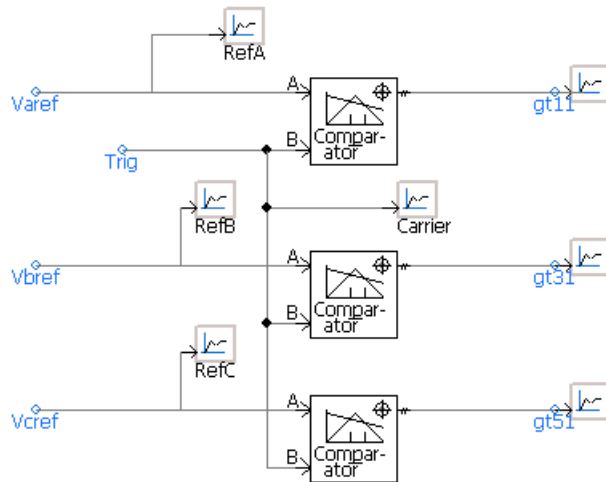 RefA
A
Varef
gt11
B
Compar-
ator
Trig
RefB
Carrier
A
Vbref
gt31
B
Compar-
ator
RefC
A
Vcref
gt51
B
Compar-
ator